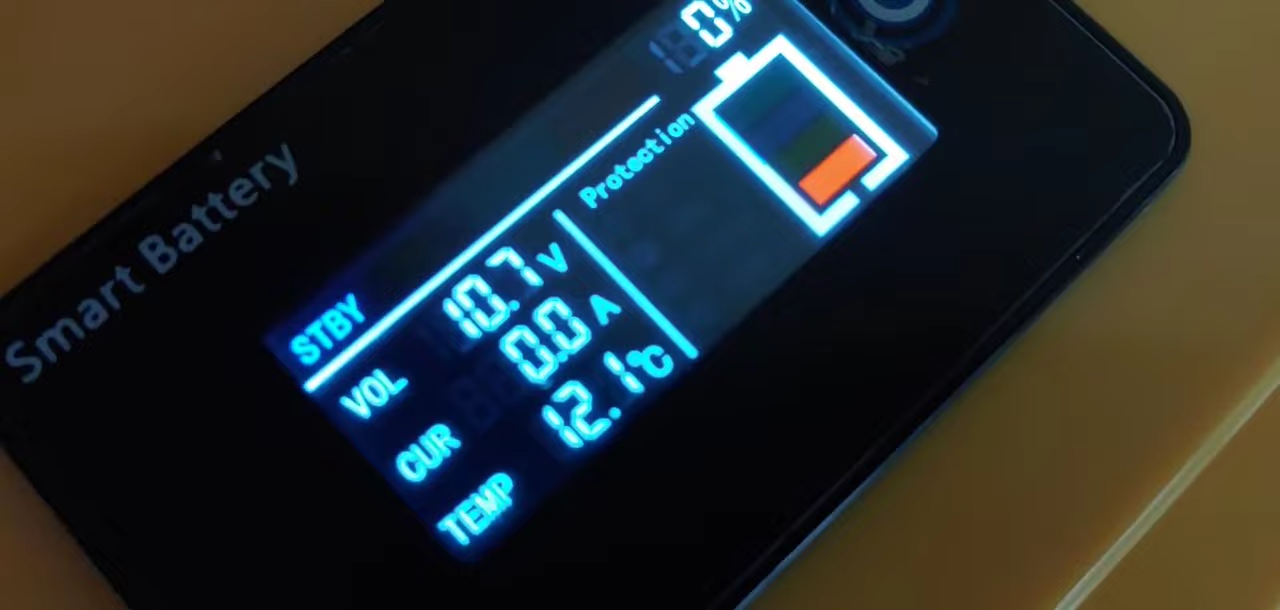 Smart Battery
0%
Protection
STBY
VOL 10.7 V
CUR 0.0 A
TEMP 12.1 °C